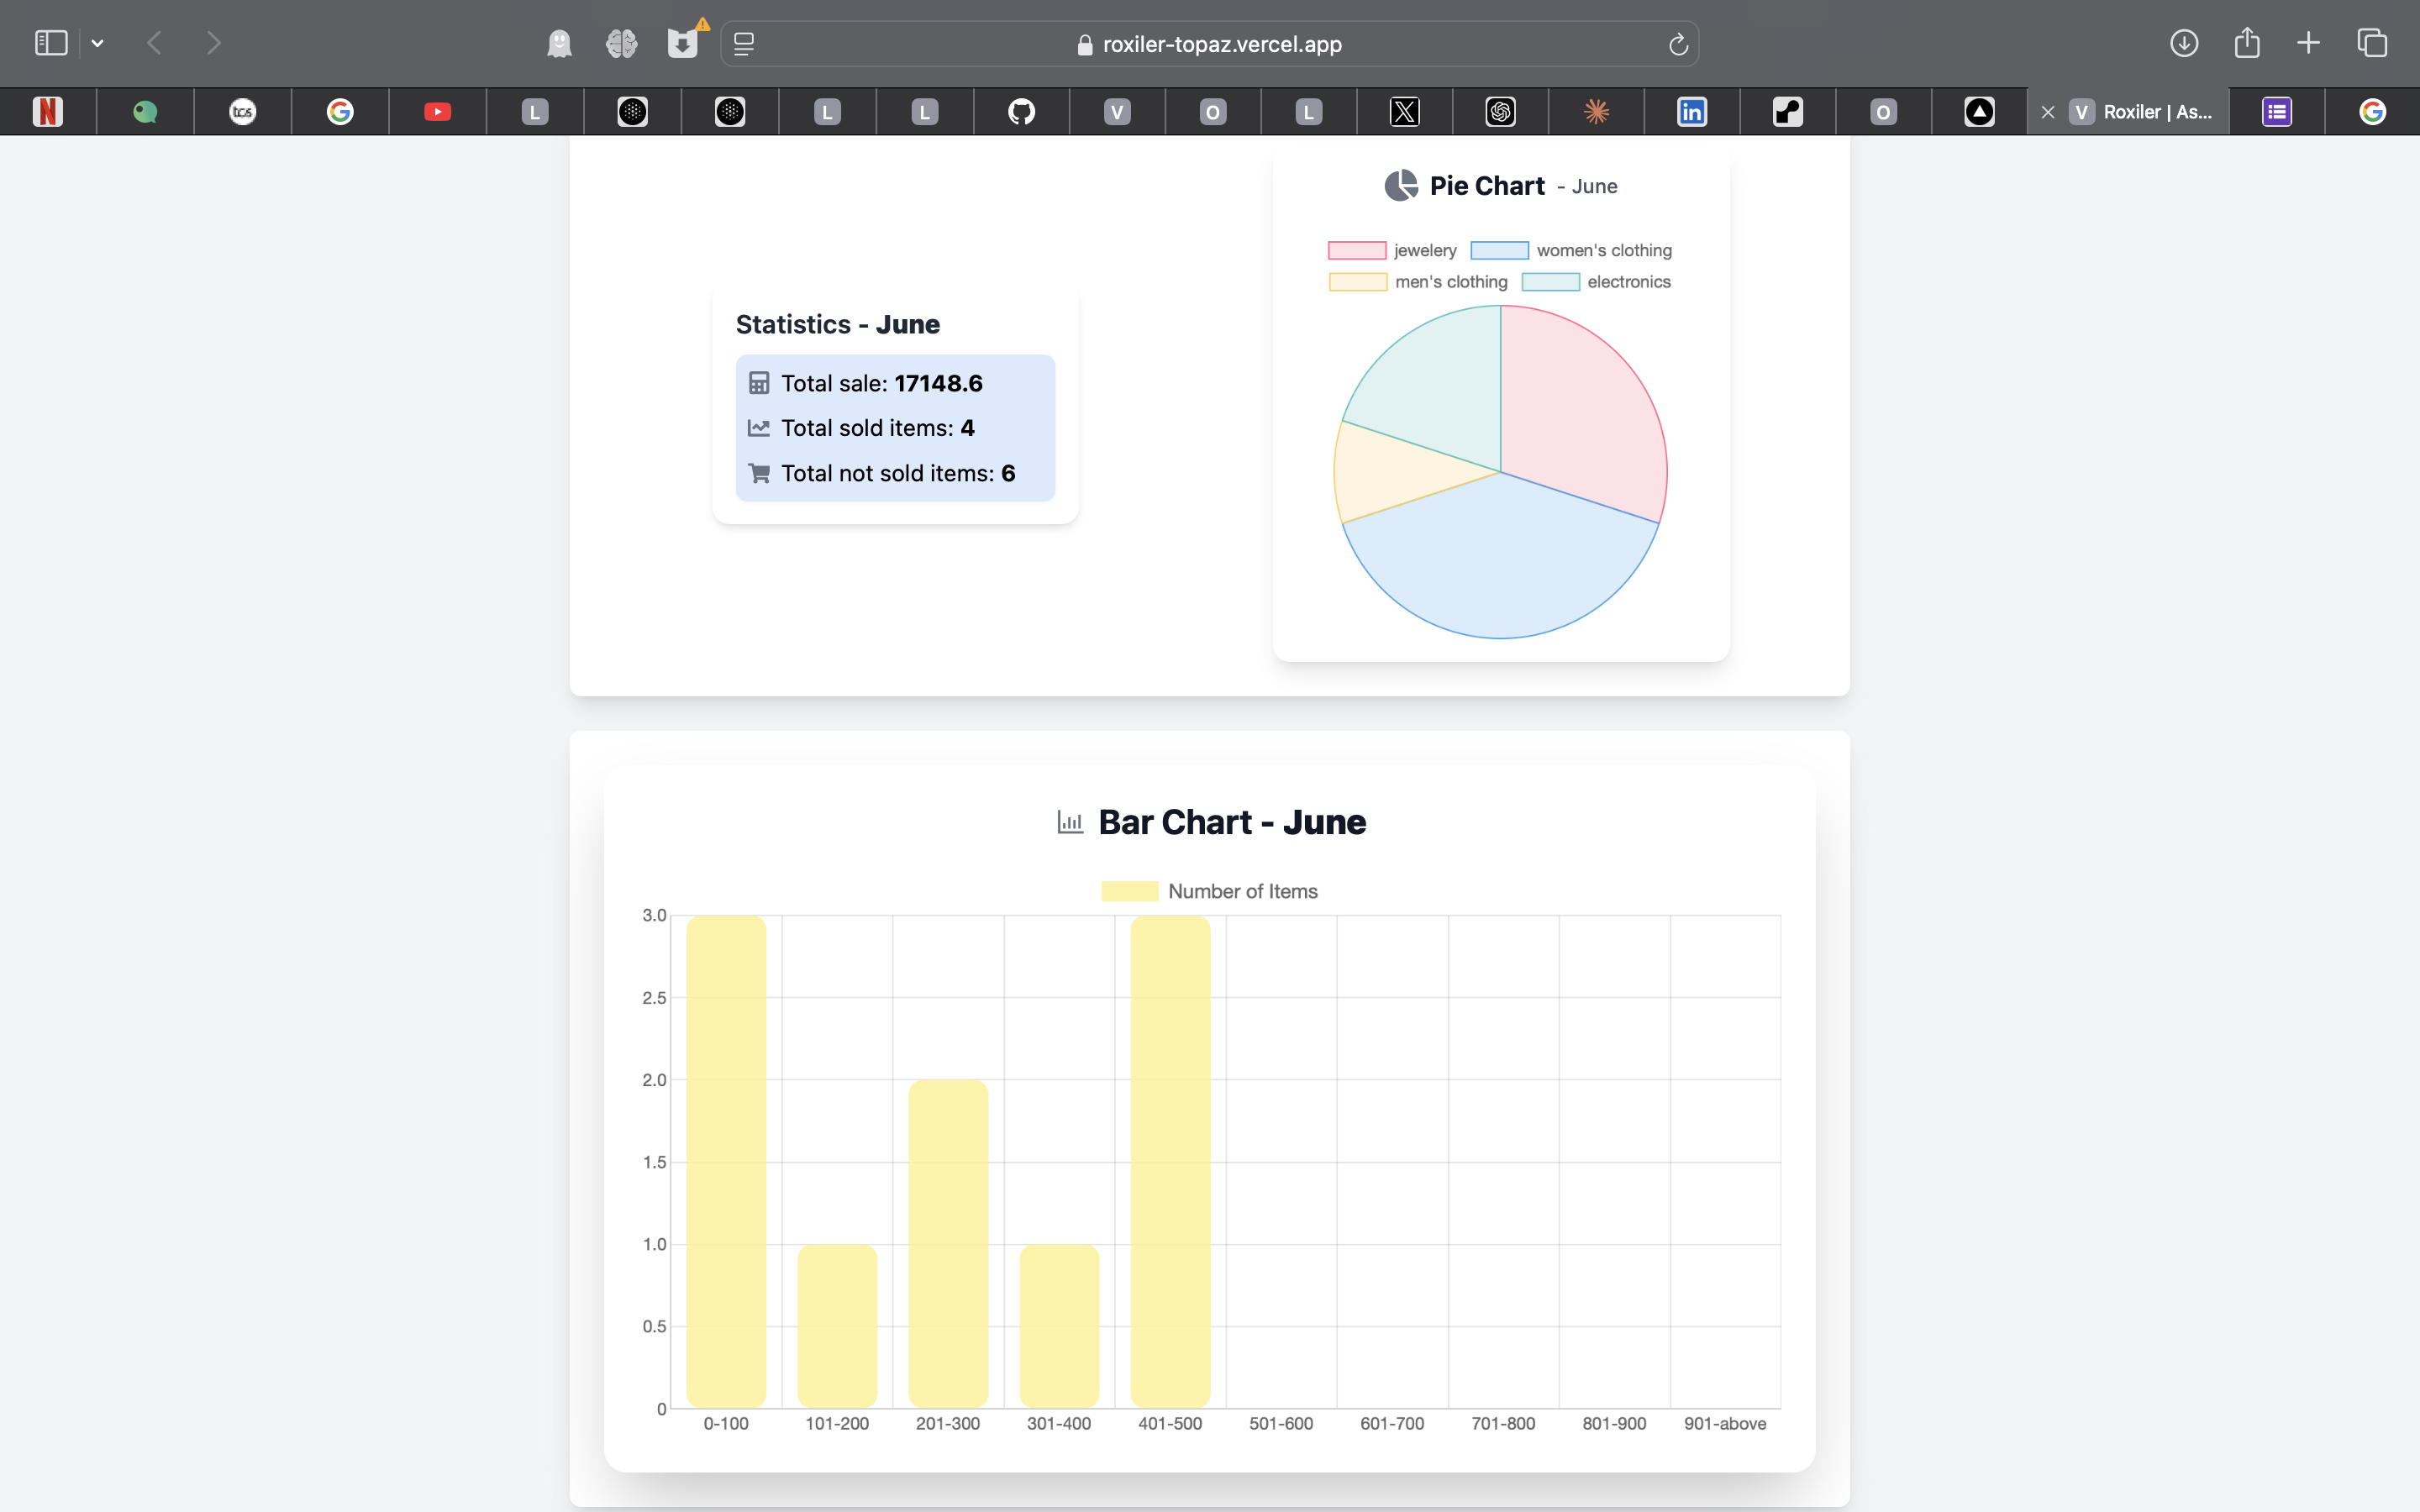 roxiler-topaz.vercel.app
N
tcs
G
L
L
L
V
O
L
X
in
O
V Roxiler | As...
G
Pie Chart - June
jewelery women's clothing
men's clothing electronics
Statistics - June
Total sale: 17148.6
Total sold items: 4
Total not sold items: 6
Bar Chart - June
Number of Items
3.0
2.5
2.0
1.5
1.0
0.5
0
0-100 101-200 201-300 301-400 401-500 501-600 601-700 701-800 801-900 901-above